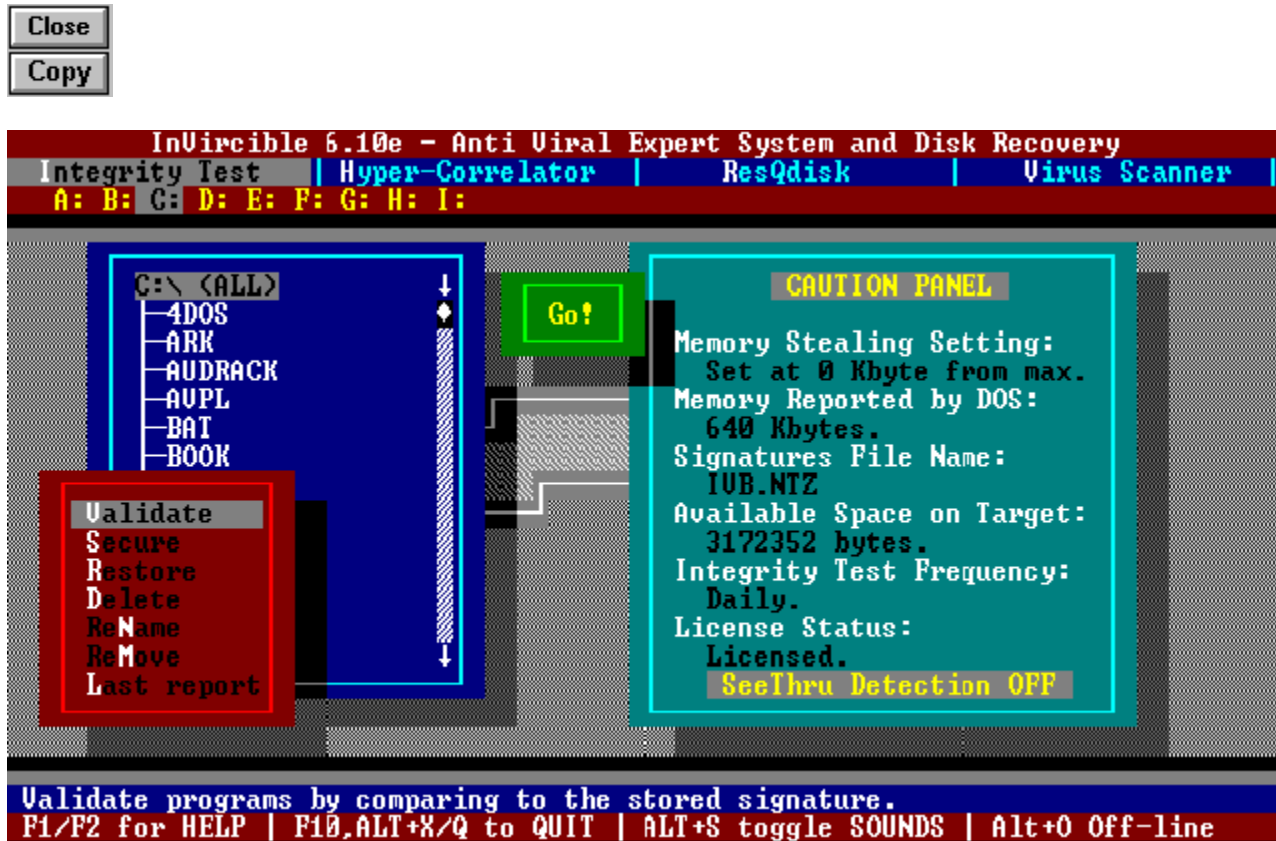 Close
Copy
InVircible 6.10e - Anti Viral Expert System and Disk Recovery
Integrity Test | Hyper-Correlator | ResQdisk | Virus Scanner |
A: B: C: D: E: F: G: H: I:
C:\ (ALL)
4DOS
ARK
AUDRACK
AVPL
BAT
BOOK
Go!
Validate
Secure
Restore
Delete
ReName
ReMove
Last report
CAUTION PANEL
Memory Stealing Setting:
Set at 0 Kbyte from max.
Memory Reported by DOS:
640 Kbytes.
Signatures File Name:
IVB.NTZ
Available Space on Target:
3172352 bytes.
Integrity Test Frequency:
Daily.
License Status:
Licensed.
SeeThru Detection OFF
Validate programs by comparing to the stored signature.
F1/F2 for HELP | F10,ALT+X/Q to QUIT | ALT+S toggle SOUNDS | Alt+O Off-line